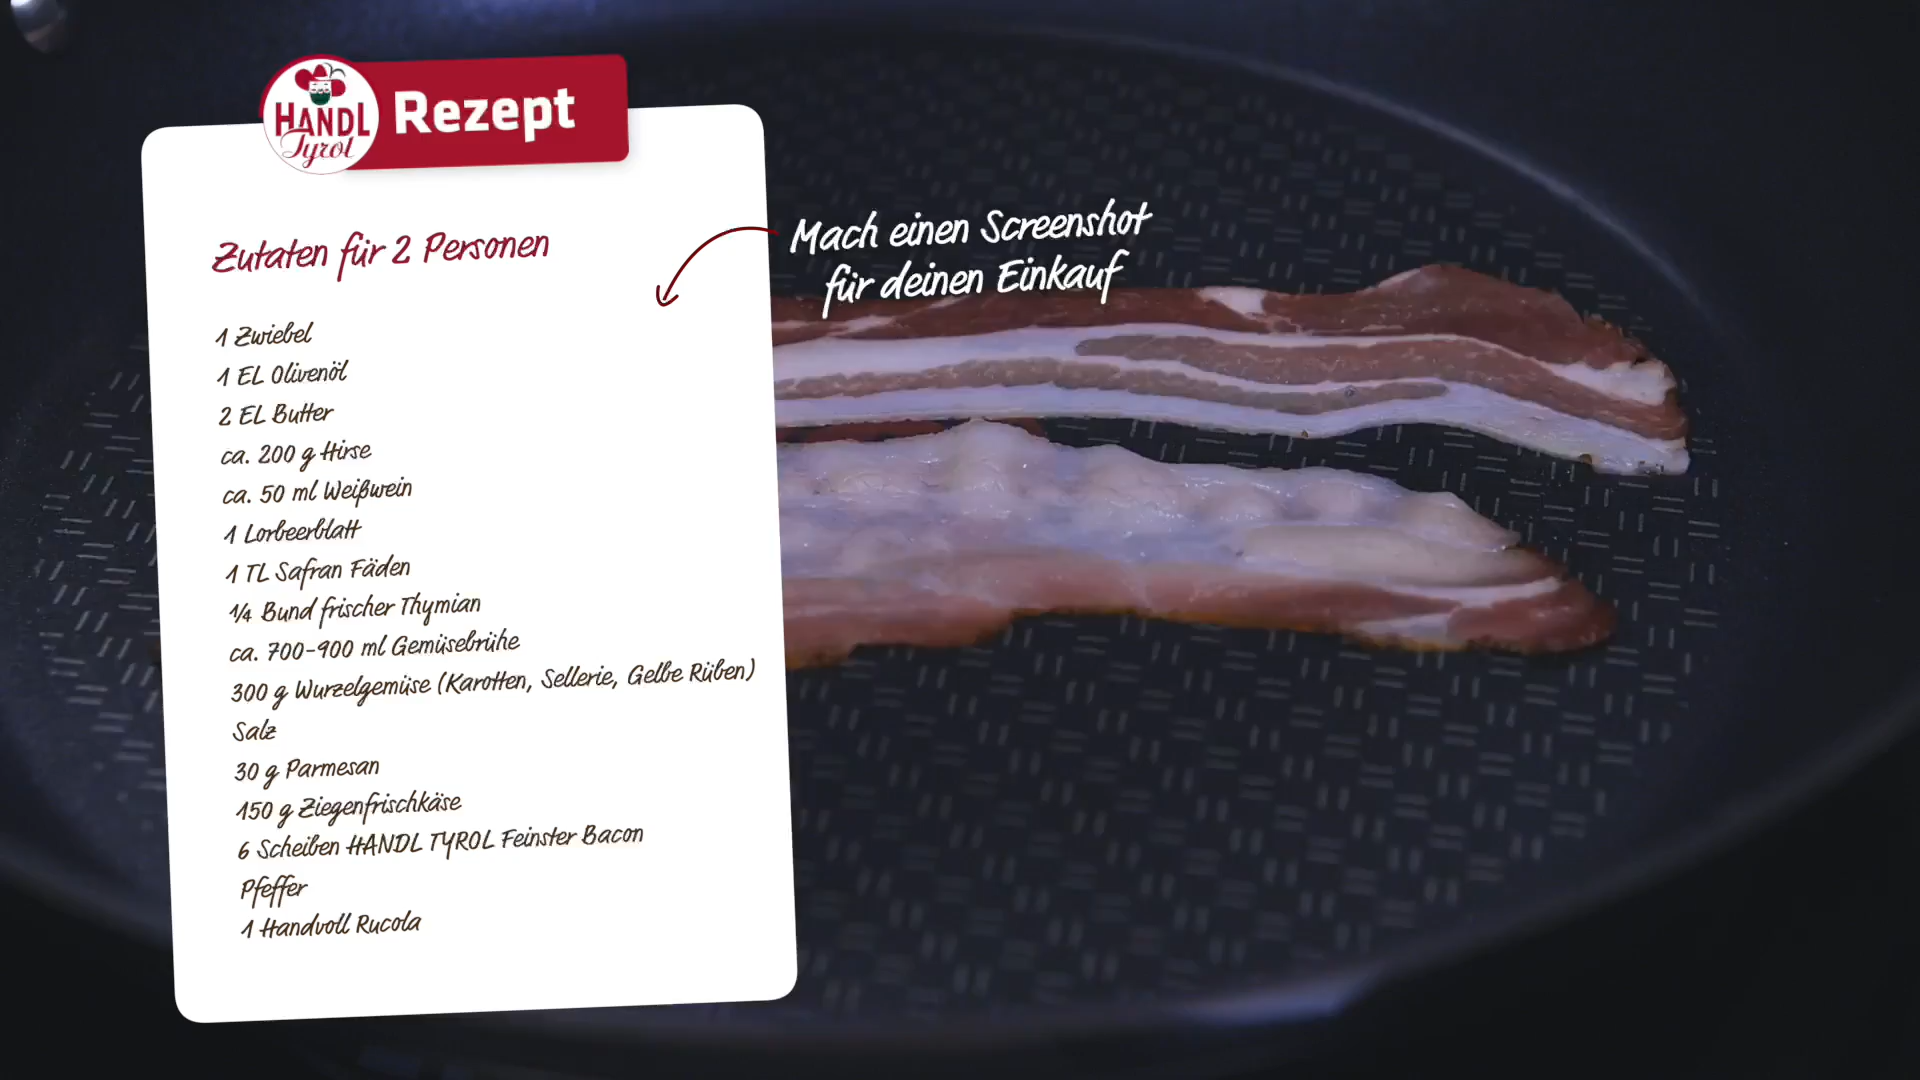 HANDL
Tyrol
Rezept
Zutaten für 2 Personen
Mach einen Screenshot
für deinen Einkauf
1 Zwiebel
1 EL Olivenöl
2 EL Butter
ca. 200 g Hirse
ca. 50 ml Weißwein
1 Lorbeerblatt
1 TL Safran Fäden
1/4 Bund frischer Thymian
ca. 700-900 ml Gemüsebrühe
300 g Wurzelgemüse (Karotten, Sellerie, Gelbe Rüben)
Salz
30 g Parmesan
150 g Ziegenfrischkäse
6 Scheiben HANDL TYROL Feinster Bacon
Pfeffer
1 Handvoll Rucola